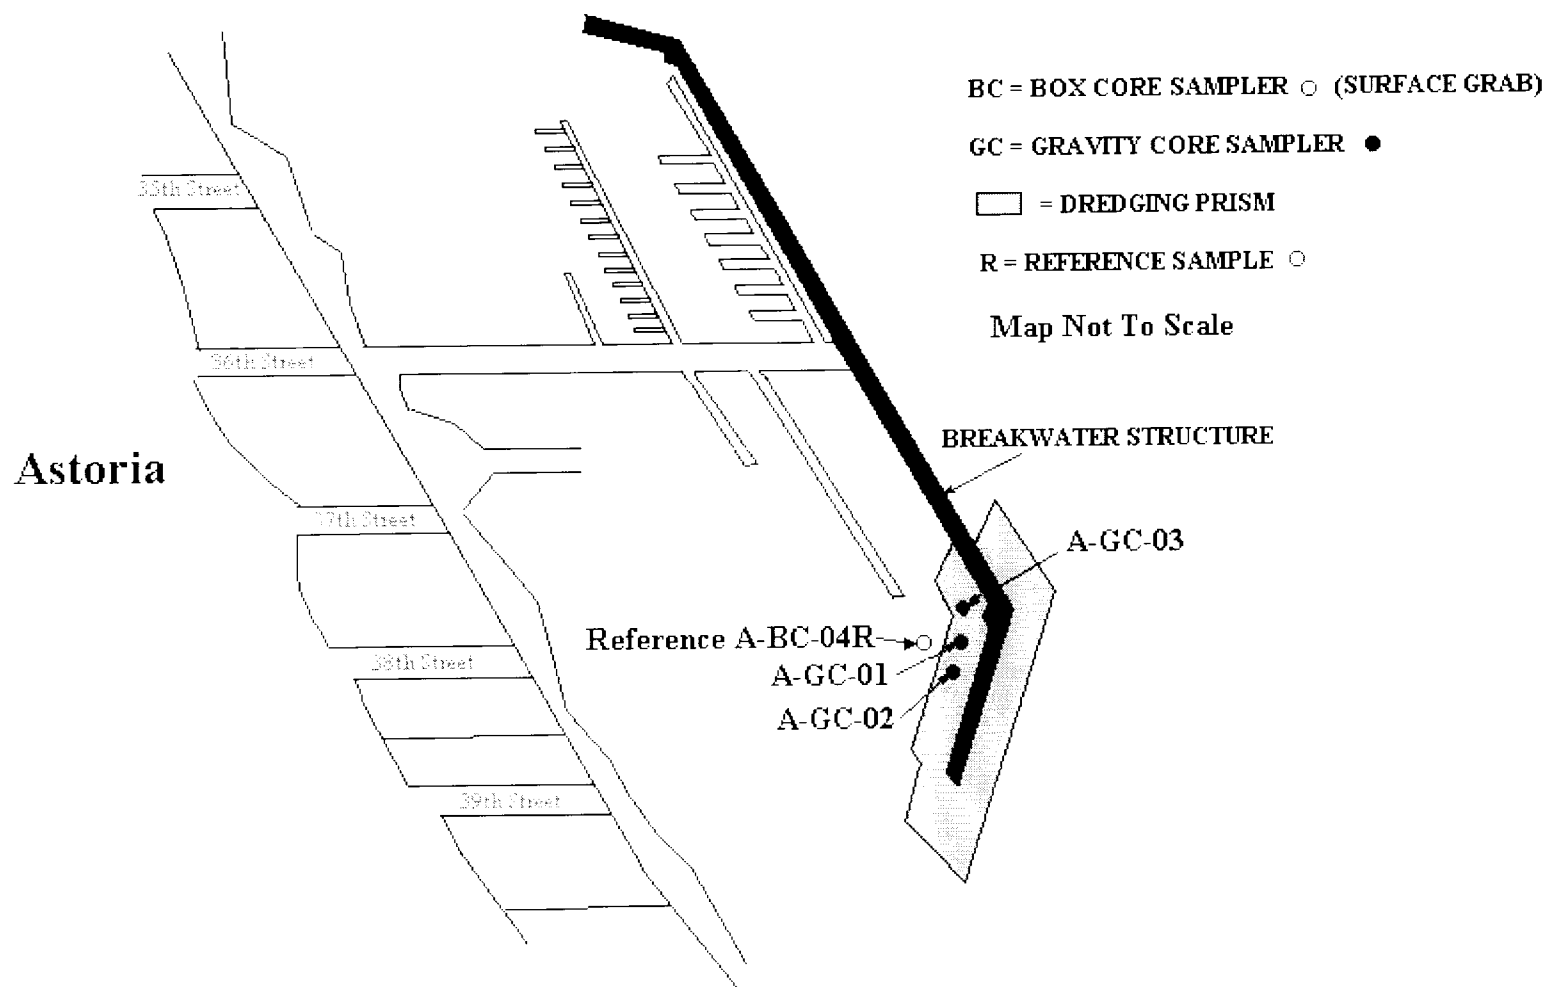 BC = BOX CORE SAMPLER ○ (SURFACE GRAB)
GC = GRAVITY CORE SAMPLER ●
= DREDGING PRISM
R = REFERENCE SAMPLE ○
Map Not To Scale
35th Street
36th Street
BREAKWATER STRUCTURE
Astoria
37th Street
A-GC-03
Reference A-BC-04R
38th Street
A-GC-01
A-GC-02
39th Street